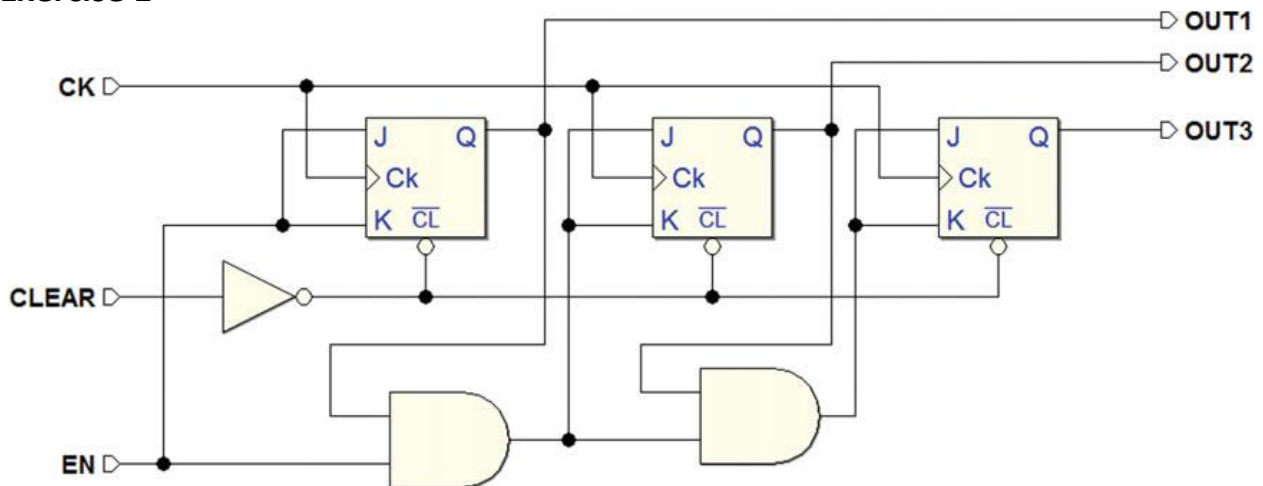 OUT1
OUT2
CK
J Q J Q J Q OUT3
Ck Ck Ck
K CL K CL K CL
CLEAR
EN